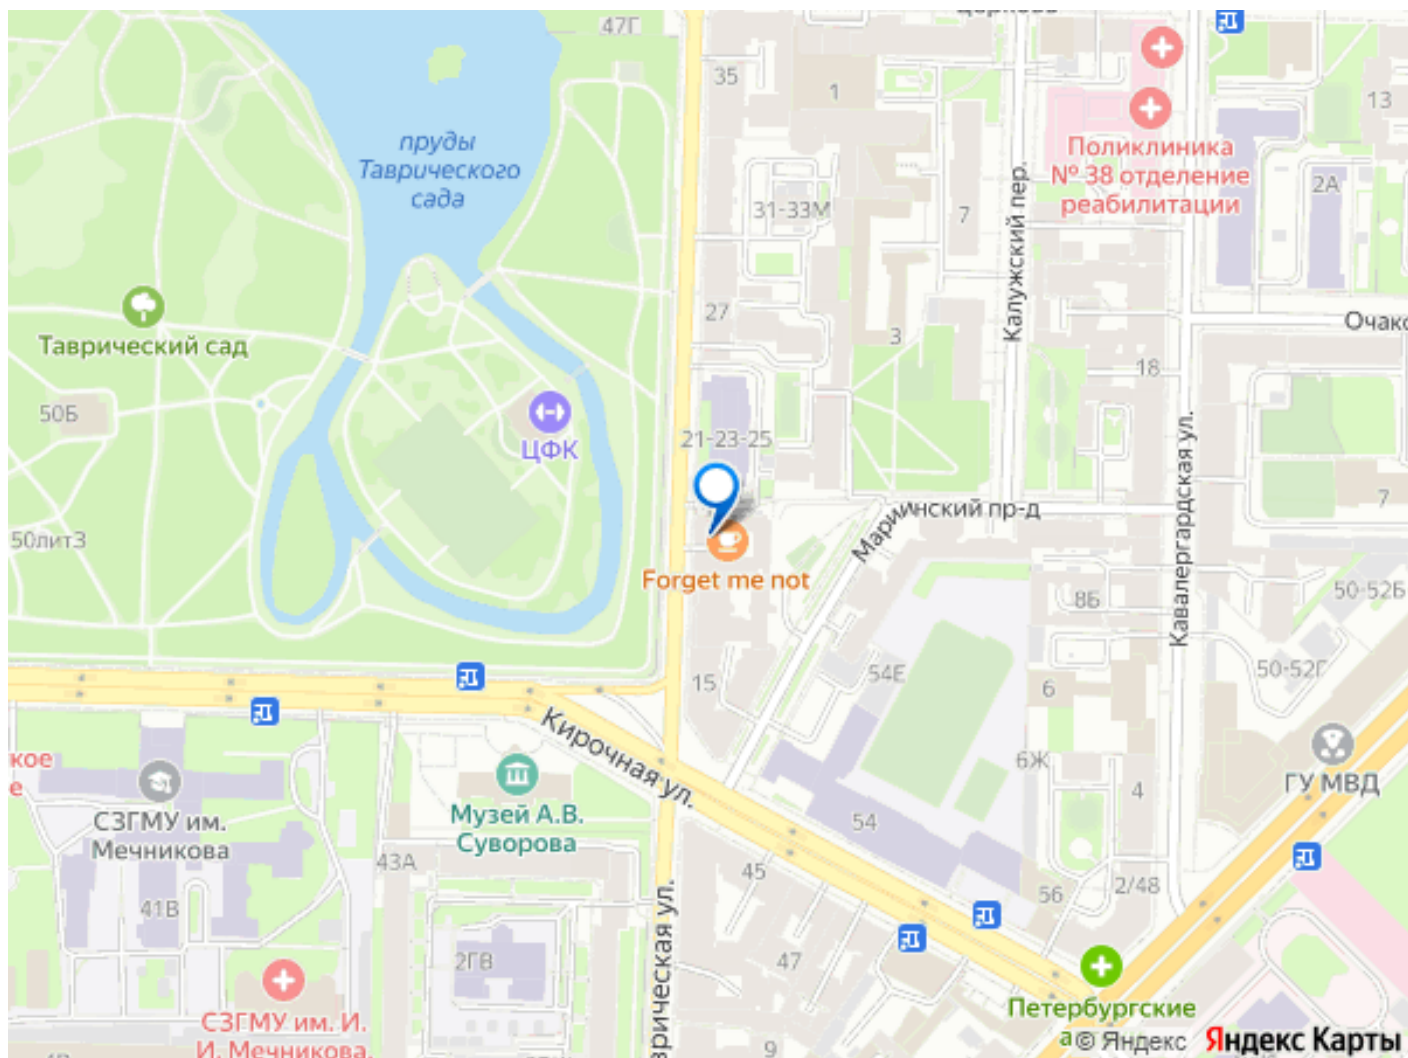 47Г
35
1
13
пруды
Таврического
сада
Поликлиника
№ 38 отделение
реабилитации
2А
31-33М
7
Калужский пер.
27
3
Очако
Таврический сад
18
50Б
ЦФК
21-23-25
Кавалергардская ул.
7
Мариинский пр-д
50лит3
Forget me not
8Б
50-52Б
54Е
50-52Г
15
6
Кирочная ул.
6Ж
ГУ МВД
кое
е
4
СЗГМУ им.
Мечникова
Музей А.В.
Суворова
54
43А
45
2/48
56
41В
2ГВ
47
врическая ул.
СЗГМУ им. И.
И. Мечникова,
Петербургские
а
9
© Яндекс
Яндекс Карты